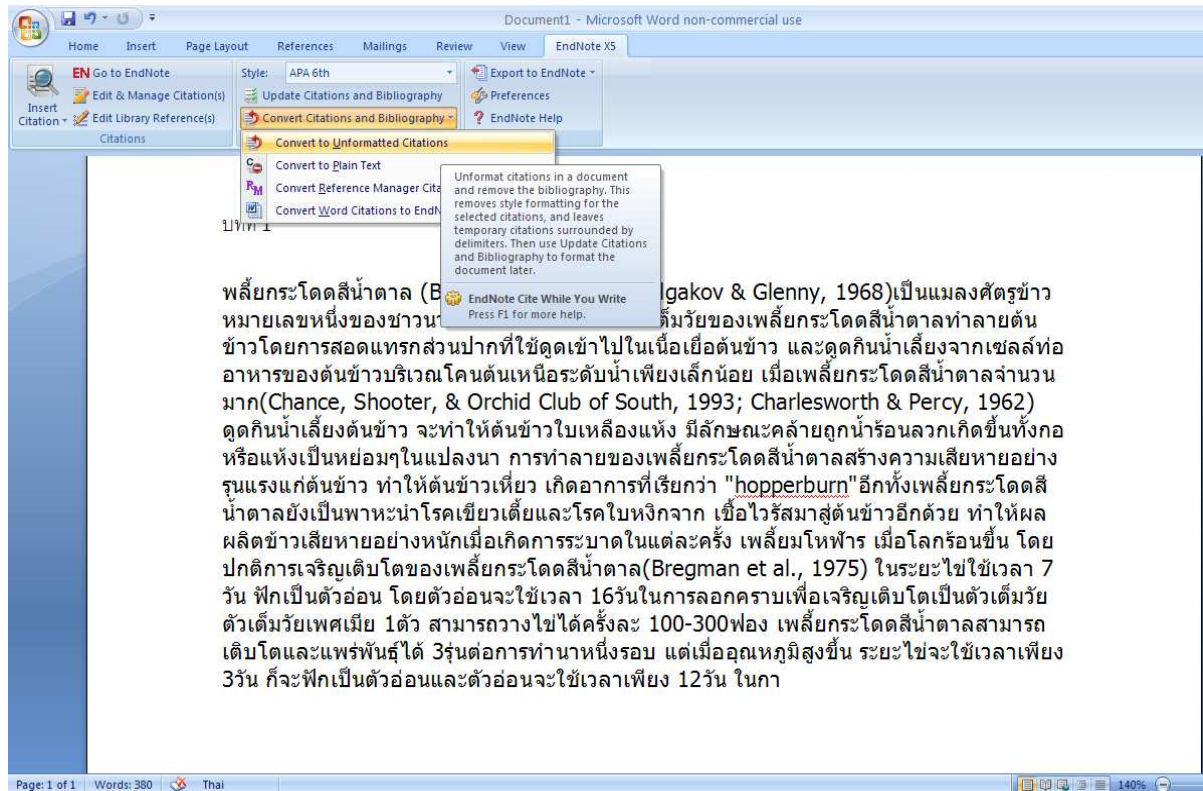 Document1 - Microsoft Word non-commercial use
Home Insert Page Layout References Mailings Review View EndNote X5
Insert Citation
EN Go to EndNote
Edit & Manage Citation(s)
Edit Library Reference(s)
Citations
Style: APA 6th
Update Citations and Bibliography
Convert Citations and Bibliography
Export to EndNote
Preferences
EndNote Help
Convert to Unformatted Citations
Convert to Plain Text
Convert Reference Manager Cita
Convert Word Citations to EndN
Unformat citations in a document
and remove the bibliography. This
removes style formatting for the
selected citations, and leaves
temporary citations surrounded by
delimiters. Then use Update Citations
and Bibliography to format the
document later.
EndNote Cite While You Write
Press F1 for more help.
บทที่ 1
พลี้ยกระโดดสีน้ำตาล (B lgakov & Glenny, 1968)เป็นแมลงศัตรูข้าว
หมายเลขหนึ่งของชาวนา ต็มวัยของเพลี้ยกระโดดสีน้ำตาลทำลายต้น
ข้าวโดยการสอดแทรกส่วนปากที่ใช้ดูดเข้าไปในเนื้อเยื่อต้นข้าว และดูดกินน้ำเลี้ยงจากเซลล์ท่อ
อาหารของต้นข้าวบริเวณโคนต้นเหนือระดับน้ำเพียงเล็กน้อย เมื่อเพลี้ยกระโดดสีน้ำตาลจำนวน
มาก(Chance, Shooter, & Orchid Club of South, 1993; Charlesworth & Percy, 1962)
ดูดกินน้ำเลี้ยงต้นข้าว จะทำให้ต้นข้าวใบเหลืองแห้ง มีลักษณะคล้ายถูกน้ำร้อนลวกเกิดขึ้นทั้งกอ
หรือแห้งเป็นหย่อมๆในแปลงนา การทำลายของเพลี้ยกระโดดสีน้ำตาลสร้างความเสียหายอย่าง
รุนแรงแก่ต้นข้าว ทำให้ต้นข้าวเหี่ยว เกิดอาการที่เรียกว่า "hopperburn"อีกทั้งเพลี้ยกระโดดสี
น้ำตาลยังเป็นพาหะนำโรคเขียวเตี้ยและโรคใบหงิกจาก เชื้อไวรัสมาสู่ต้นข้าวอีกด้วย ทำให้ผล
ผลิตข้าวเสียหายอย่างหนักเมื่อเกิดการระบาดในแต่ละครั้ง เพลี้ยมโหฬาร เมื่อโลกร้อนขึ้น โดย
ปกติการเจริญเติบโตของเพลี้ยกระโดดสีน้ำตาล(Bregman et al., 1975) ในระยะไข่ใช้เวลา 7
วัน ฟักเป็นตัวอ่อน โดยตัวอ่อนจะใช้เวลา 16วันในการลอกคราบเพื่อเจริญเติบโตเป็นตัวเต็มวัย
ตัวเต็มวัยเพศเมีย 1ตัว สามารถวางไข่ได้ครั้งละ 100-300ฟอง เพลี้ยกระโดดสีน้ำตาลสามารถ
เติบโตและแพร่พันธุ์ได้ 3รุ่นต่อการทำนาหนึ่งรอบ แต่เมื่ออุณหภูมิสูงขึ้น ระยะไข่จะใช้เวลาเพียง
3วัน ก็จะฟักเป็นตัวอ่อนและตัวอ่อนจะใช้เวลาเพียง 12วัน ในกา
Page: 1 of 1 Words: 380 Thai 140%